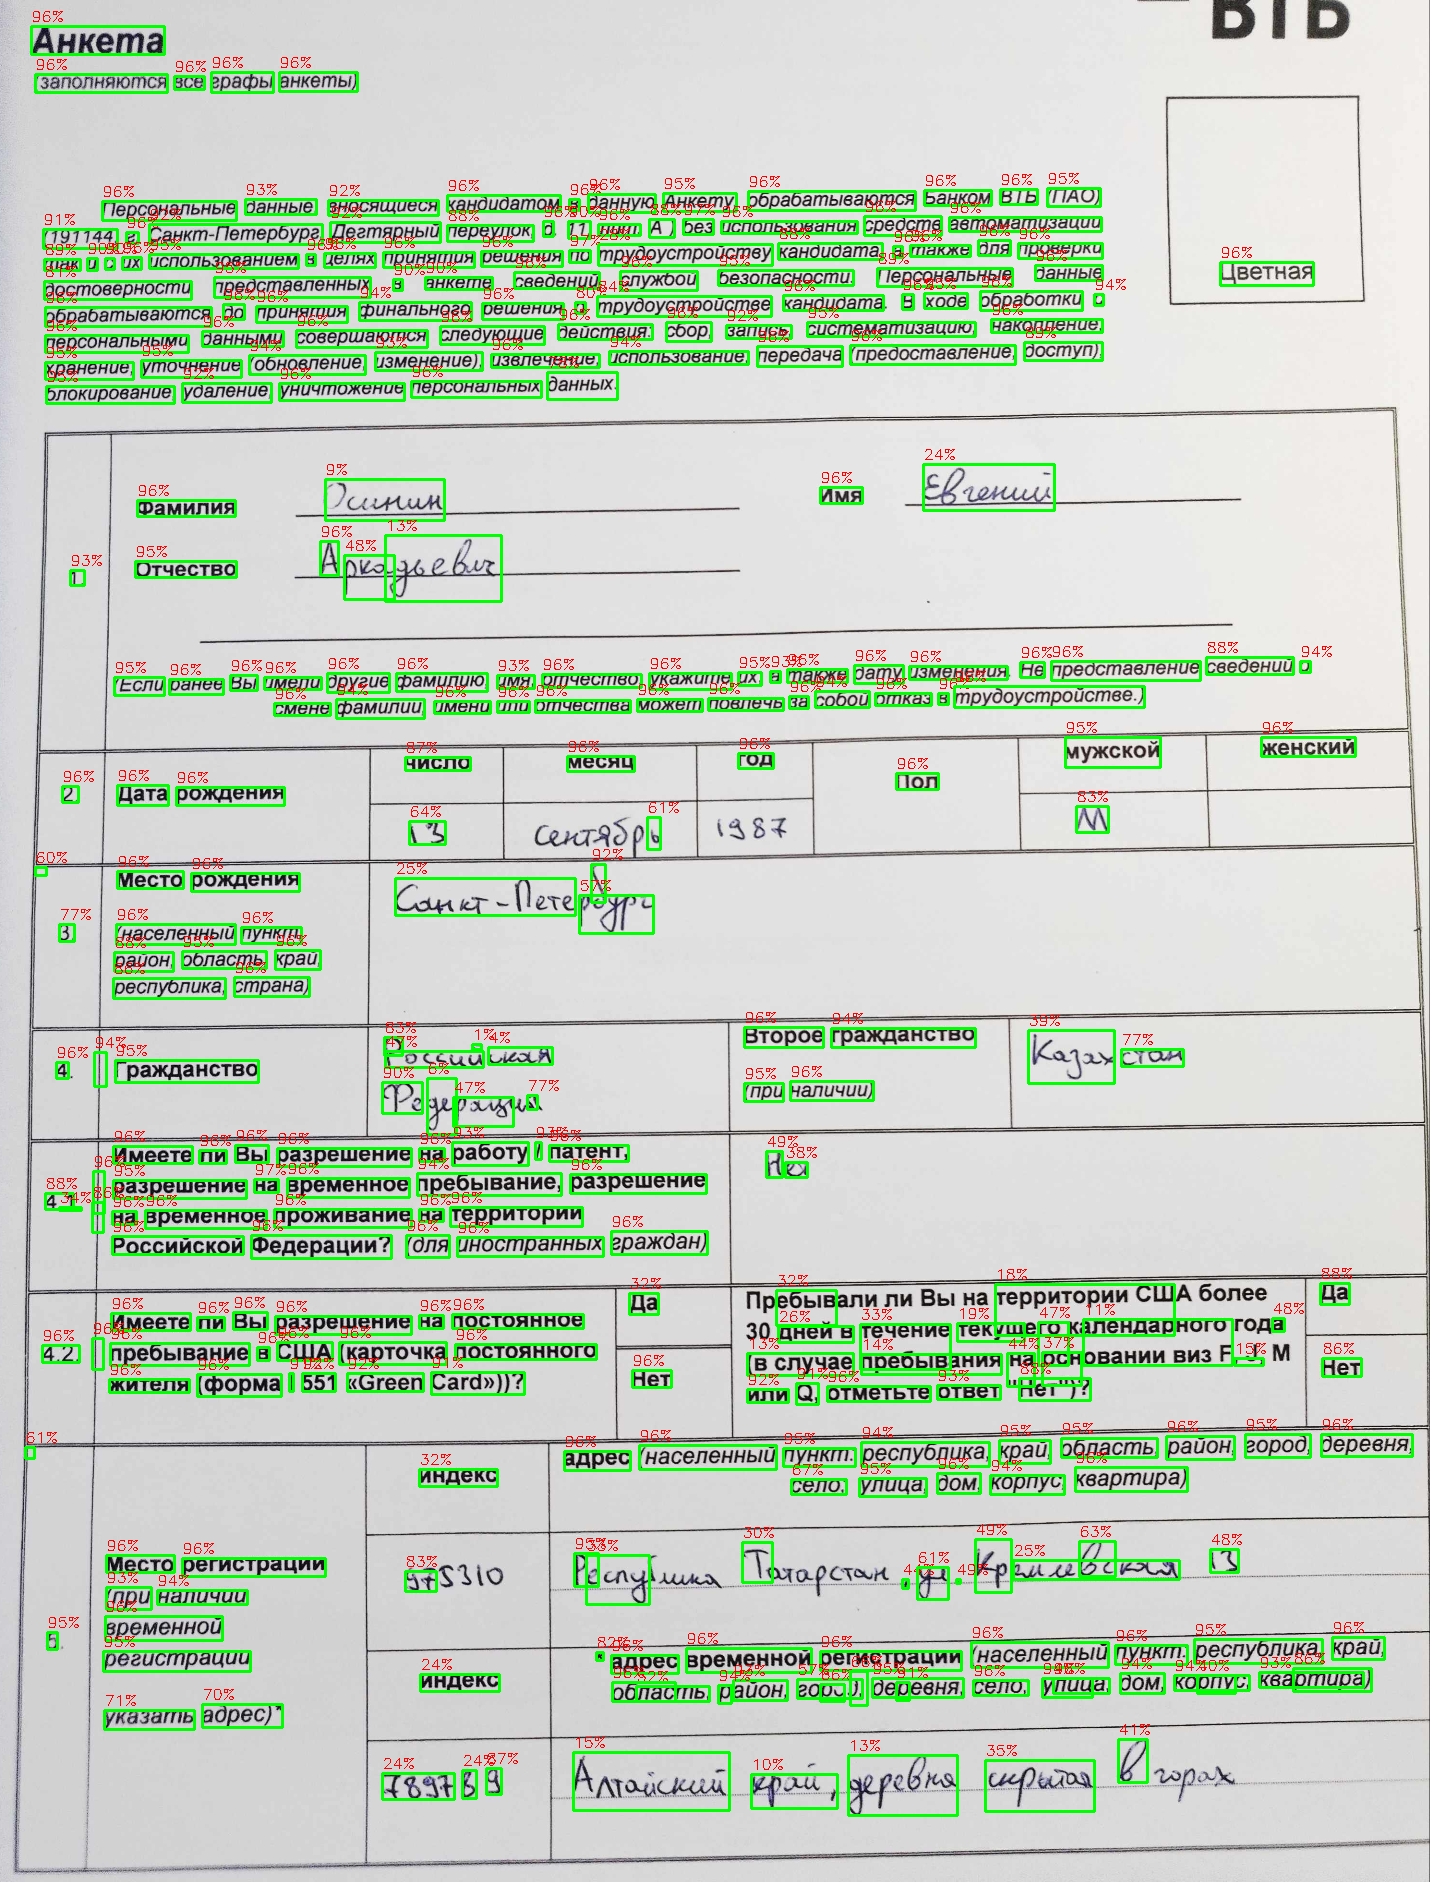 ВТБ
Анкета
(заполняются все графы анкеты)
Цветная
Персональные данные вносящиеся кандидатом в данную Анкету обрабатываются Банком ВТБ (ПАО)
(191144, г. Санкт-Петербург Дегтярный переулок д 11 лит А ) без использования средств автоматизации
так и с их использованием в целях принятия решения по трудоустройству кандидата, а также для проверки
достоверности представленных в анкете сведений службой безопасности. Персональные данные
обрабатываются до принятия финального решения о трудоустройстве кандидата. В ходе обработки с
персональными данными совершаются следующие действия: сбор, запись, систематизацию, накопление,
хранение, уточнение (обновление, изменение), извлечение, использование, передача (предоставление, доступ),
блокирование удаление, уничтожение персональных данных.
1 Фамилия Осинин Имя Евгений
Отчество Аркадьевич
(Если ранее Вы имели другие фамилию имя, отчество укажите их, а также дату изменения. Не представление сведений о
смене фамилии, имени или отчества может повлечь за собой отказ в трудоустройстве.)
2 Дата рождения число месяц год Пол мужской женский
13 сентябрь 1987 М
3 Место рождения Санкт-Петербург
(населенный пункт,
район, область, край,
республика, страна)
4. Гражданство Российская Федерация Второе гражданство Казахстан
(при наличии)
4.1 Имеете ли Вы разрешение на работу / патент,
разрешение на временное пребывание, разрешение
на временное проживание на территории
Российской Федерации? (для иностранных граждан)
На
4.2. Имеете ли Вы разрешение на постоянное
пребывание в США (карточка постоянного
жителя (форма I 551 «Green Card»))?
Да
Нет
Пребывали ли Вы на территории США более
30 дней в течение текущего календарного года
(в случае пребывания на основании виз F, J, M
или Q, отметьте ответ "Нет")?
Да
Нет
5. Место регистрации
(при наличии
временной
регистрации
указать адрес)*
индекс адрес (населенный пункт. республика, край, область, район, город, деревня,
село, улица, дом, корпус, квартира)
975310 Республика Татарстан, ул. Кремлевская 13
индекс адрес временной регистрации (населенный пункт. республика, край,
область, район, город, деревня, село, улица, дом, корпус, квартира)
789789 Алтайский край, деревня скрытая в горах